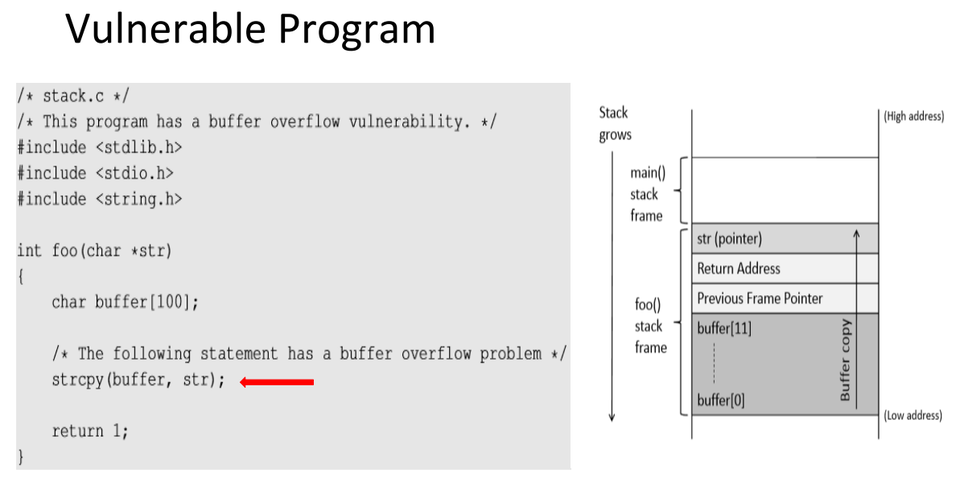 Vulnerable Program
/* stack.c */
/* This program has a buffer overflow vulnerability. */
#include <stdlib.h>
#include <stdio.h>
#include <string.h>
int foo(char *str)
{
char buffer[100];
/* The following statement has a buffer overflow problem */
strcpy(buffer, str);
return 1;
}
Stack
grows
(High address)
main()
stack
frame
str (pointer)
Return Address
Previous Frame Pointer
foo()
stack
frame
buffer[11]
Buffer copy
buffer[0]
(Low address)